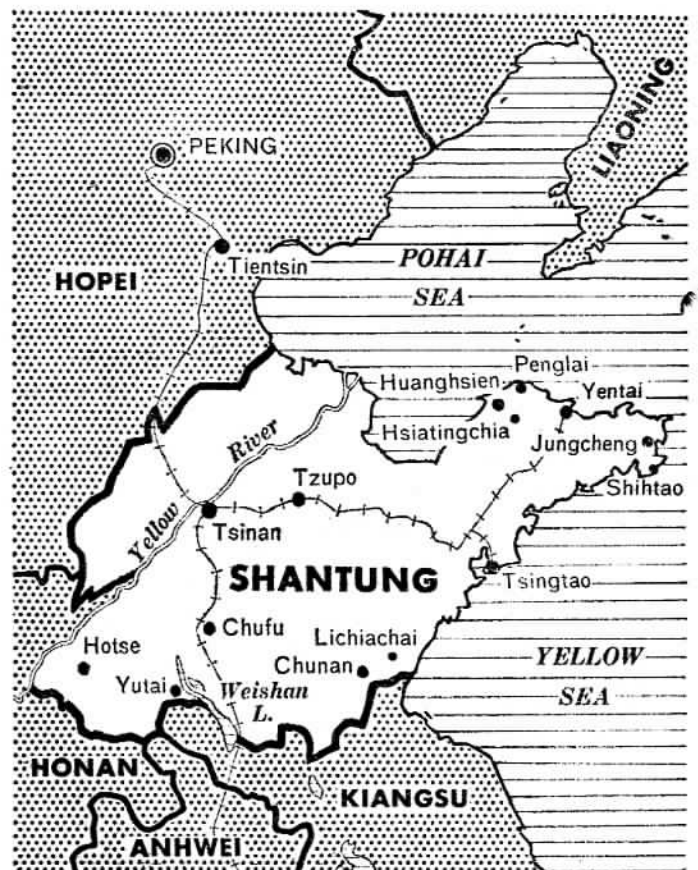 PEKING
LIAONING
Tientsin
HOPEI
POHAI
SEA
Penglai
Huanghsien
Yentai
Hsiatingchia
Jungcheng
Shihtao
Yellow River
Tzupo
Tsinan
SHANTUNG
Tsingtao
Chufu
Lichiachai
Hotse
Chunan
YELLOW
SEA
Yutai
Weishan
L.
HONAN
KIANGSU
ANHWEI